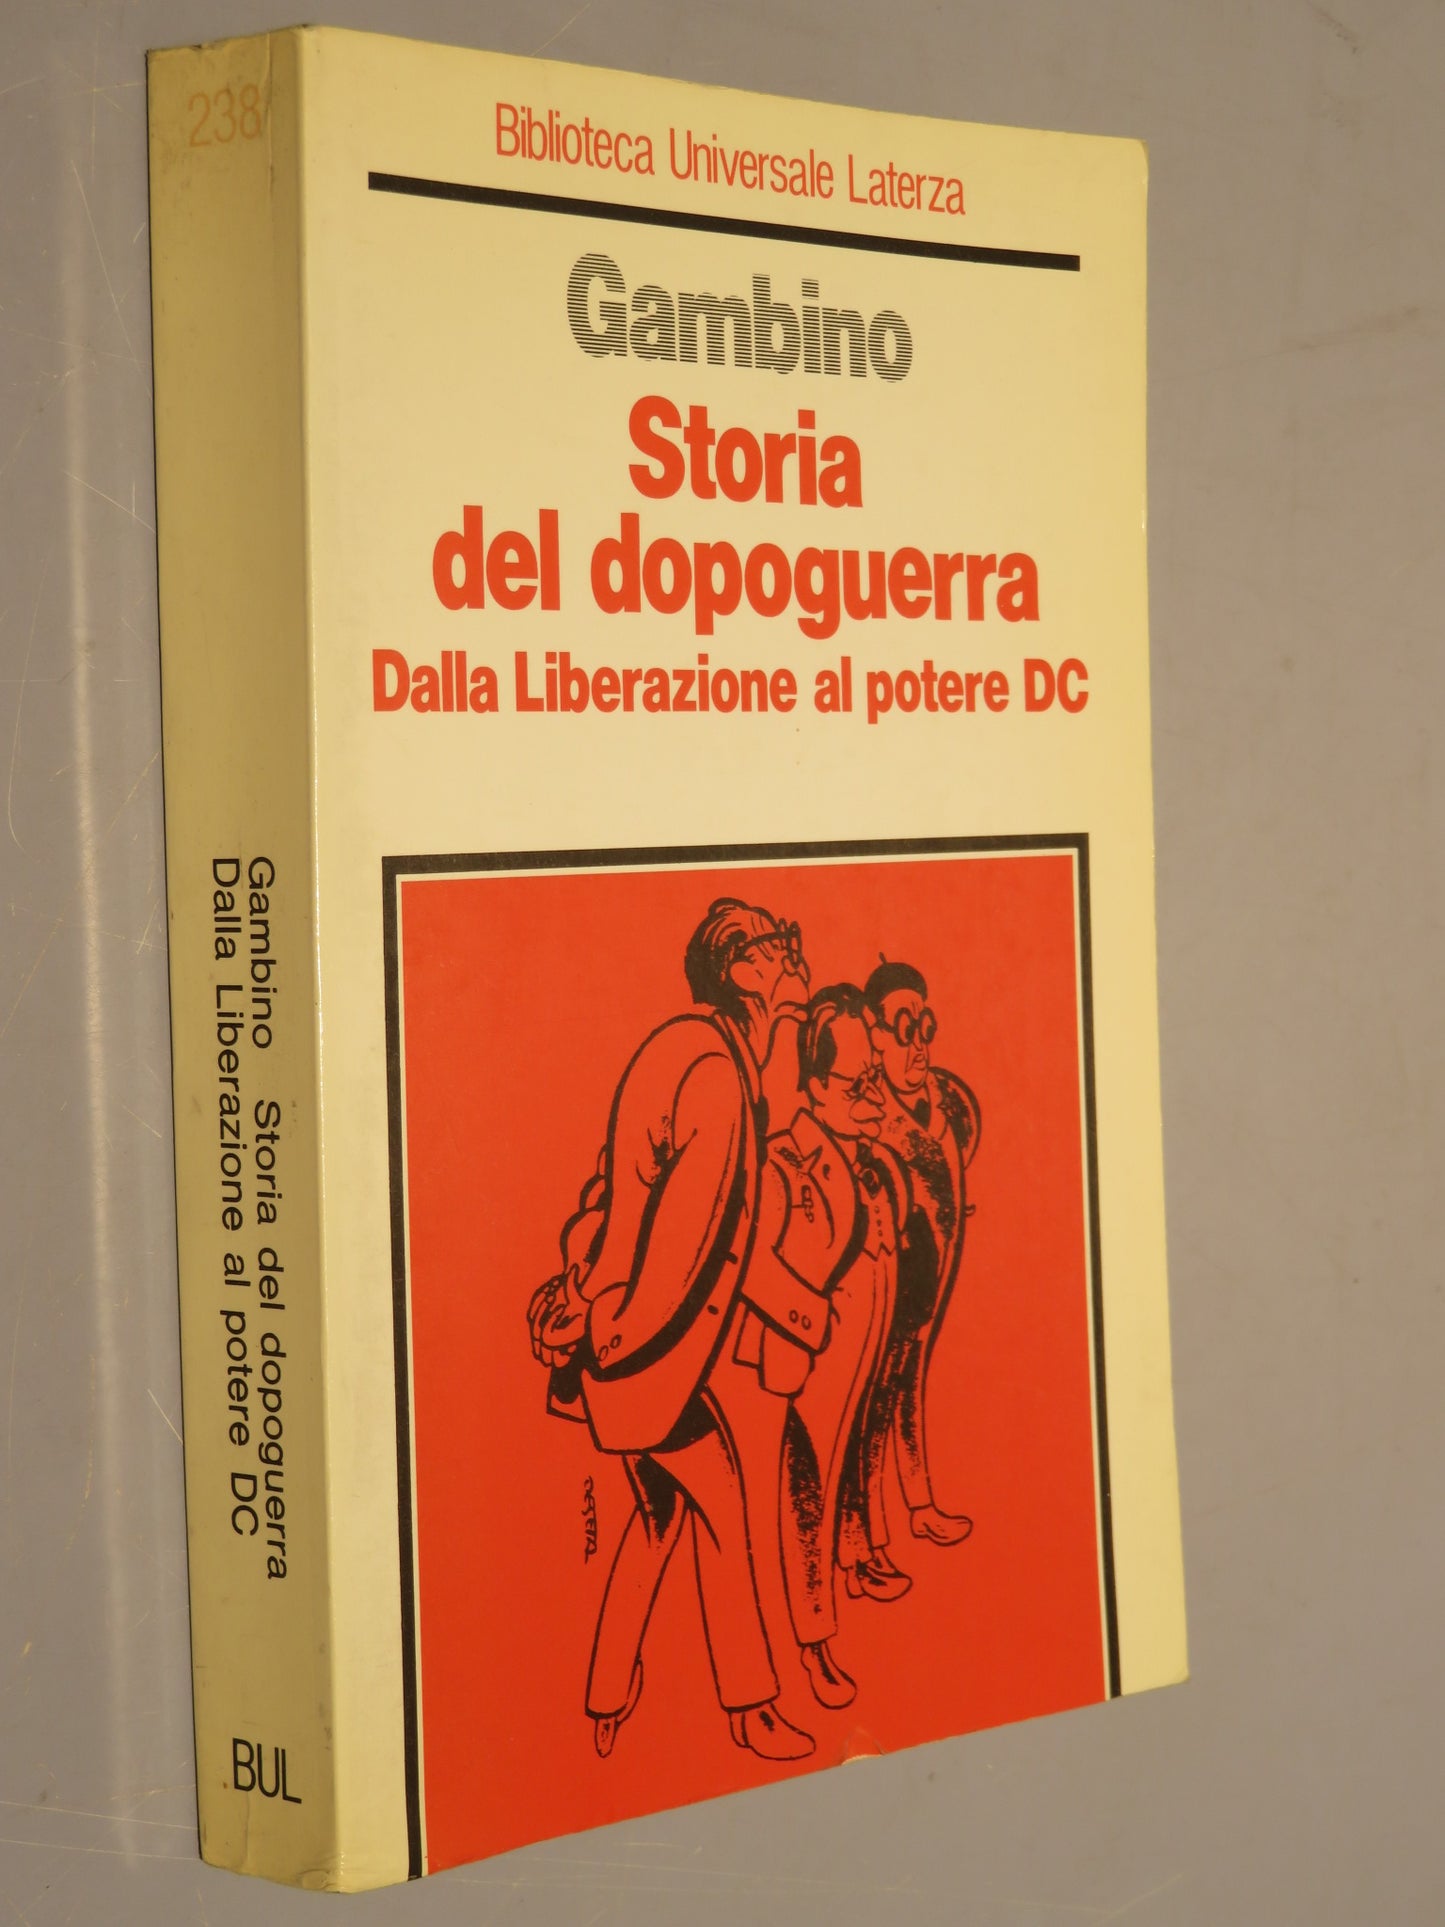 238
Biblioteca Universale Laterza
Gambino
Storia
del dopoguerra
Dalla Liberazione al potere DC
Gambino Storia del dopoguerra
Dalla Liberazione al potere DC
BUL